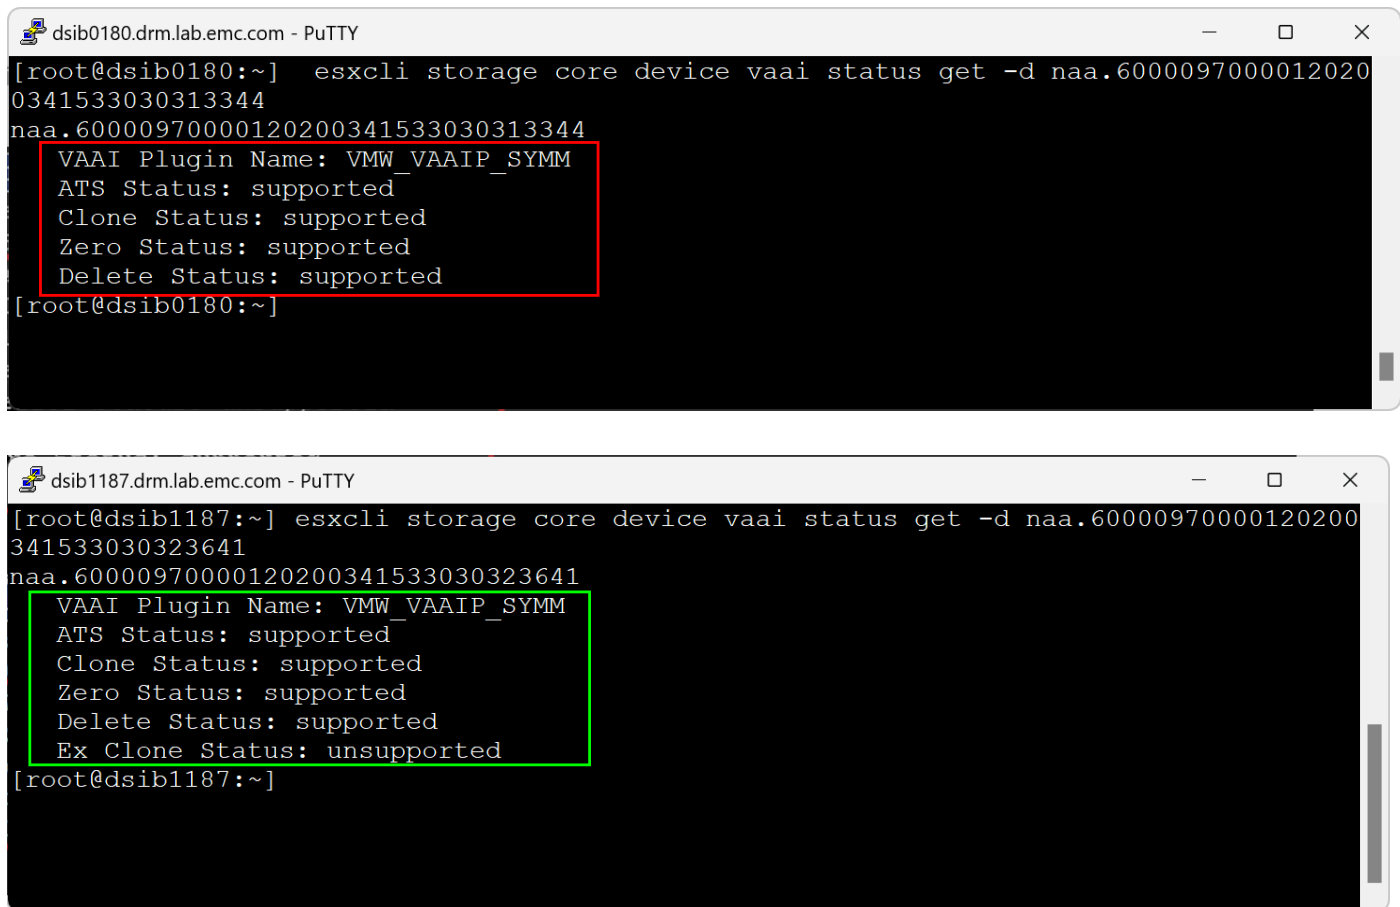 dsib0180.drm.lab.emc.com - PuTTY
[root@dsib0180:~]  esxcli storage core device vaai status get -d naa.6000097000012020
0341533030313344
naa.60000970000120200341533030313344
   VAAI Plugin Name: VMW_VAAIP_SYMM
   ATS Status: supported
   Clone Status: supported
   Zero Status: supported
   Delete Status: supported
[root@dsib0180:~]
dsib1187.drm.lab.emc.com - PuTTY
[root@dsib1187:~] esxcli storage core device vaai status get -d naa.60000970000120200
341533030323641
naa.60000970000120200341533030323641
   VAAI Plugin Name: VMW_VAAIP_SYMM
   ATS Status: supported
   Clone Status: supported
   Zero Status: supported
   Delete Status: supported
   Ex Clone Status: unsupported
[root@dsib1187:~]